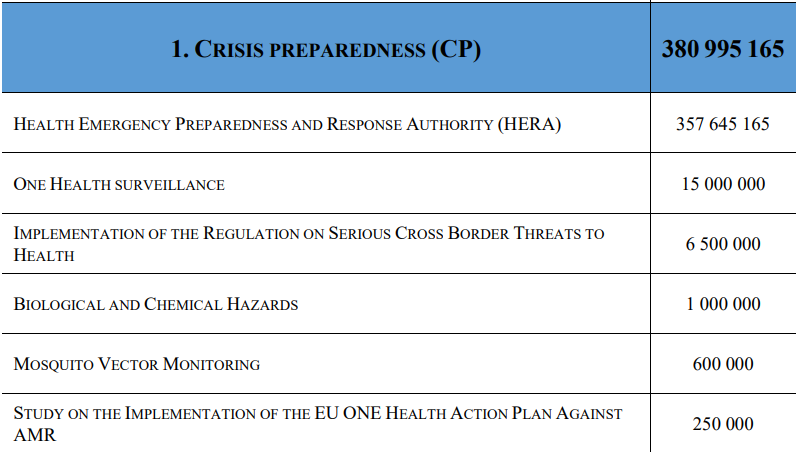 1. CRISIS PREPAREDNESS (CP) 380 995 165
HEALTH EMERGENCY PREPAREDNESS AND RESPONSE AUTHORITY (HERA) 357 645 165
ONE HEALTH SURVEILLANCE 15 000 000
IMPLEMENTATION OF THE REGULATION ON SERIOUS CROSS BORDER THREATS TO
HEALTH
6 500 000
BIOLOGICAL AND CHEMICAL HAZARDS 1 000 000
MOSQUITO VECTOR MONITORING 600 000
STUDY ON THE IMPLEMENTATION OF THE EU ONE HEALTH ACTION PLAN AGAINST
AMR
250 000